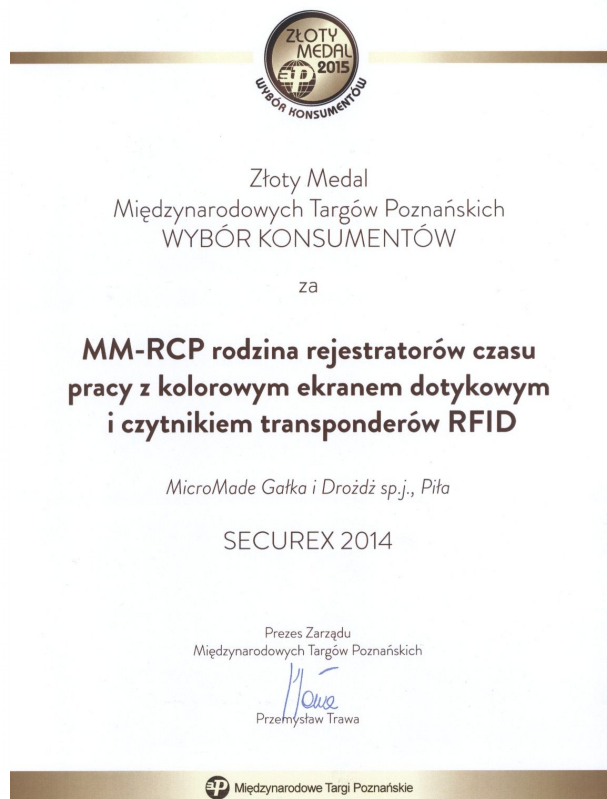 ZŁOTY
MEDAL
2015
WYBÓR KONSUMENTÓW
Złoty Medal
Międzynarodowych Targów Poznańskich
WYBÓR KONSUMENTÓW
za
MM-RCP rodzina rejestratorów czasu
pracy z kolorowym ekranem dotykowym
i czytnikiem transponderów RFID
MicroMade Gałka i Drożdż sp.j., Piła
SECUREX 2014
Prezes Zarządu
Międzynarodowych Targów Poznańskich
Przemysław Trawa
Międzynarodowe Targi Poznańskie